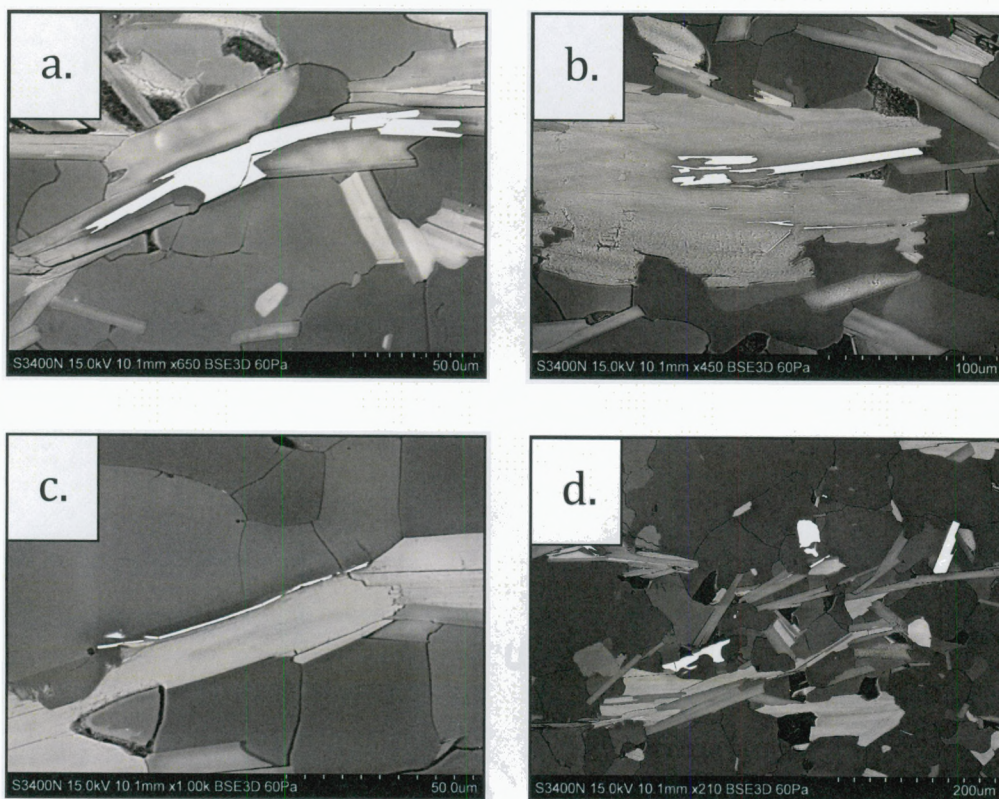 a.
S3400N 15.0kV 10.1mm x650 BSE3D 60Pa
50.0um
b.
S3400N 15.0kV 10.1mm x450 BSE3D 60Pa
100um
c.
S3400N 15.0kV 10.1mm x1.00k BSE3D 60Pa
50.0um
d.
S3400N 15.0kV 10.1mm x210 BSE3D 60Pa
200um